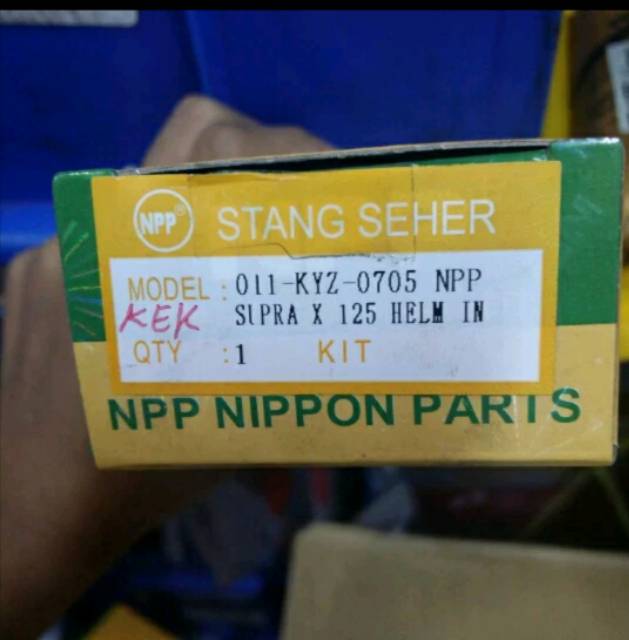 NPP STANG SEHER
MODEL : 011-KYZ-0705 NPP
KEK SUPRA X 125 HELM IN
QTY : 1 KIT
NPP NIPPON PARTS